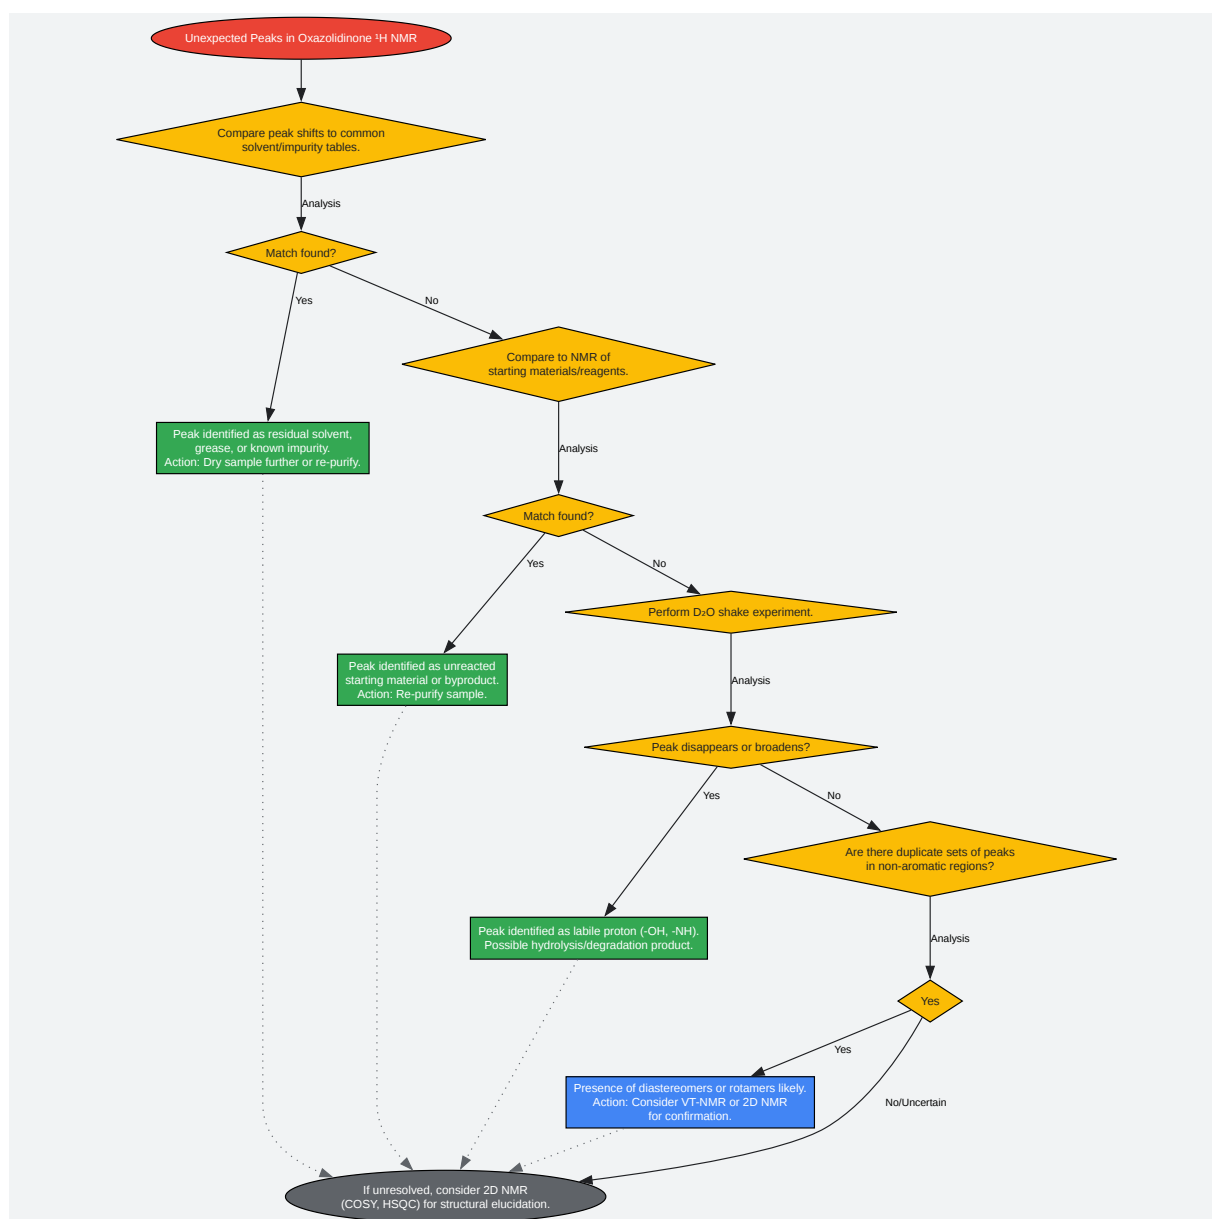 Unexpected Peaks in Oxazolidinone ¹H NMR
Compare peak shifts to common
solvent/impurity tables.
Analysis
Match found?
Yes
No
Compare to NMR of
starting materials/reagents.
Peak identified as residual solvent,
grease, or known impurity.
Action: Dry sample further or re-purify.
Analysis
Match found?
Yes
No
Perform D₂O shake experiment.
Peak identified as unreacted
starting material or byproduct.
Action: Re-purify sample.
Analysis
Peak disappears or broadens?
Yes
No
Are there duplicate sets of peaks
in non-aromatic regions?
Peak identified as labile proton (-OH, -NH).
Possible hydrolysis/degradation product.
Analysis
Yes
Yes
No/Uncertain
Presence of diastereomers or rotamers likely.
Action: Consider VT-NMR or 2D NMR
for confirmation.
If unresolved, consider 2D NMR
(COSY, HSQC) for structural elucidation.